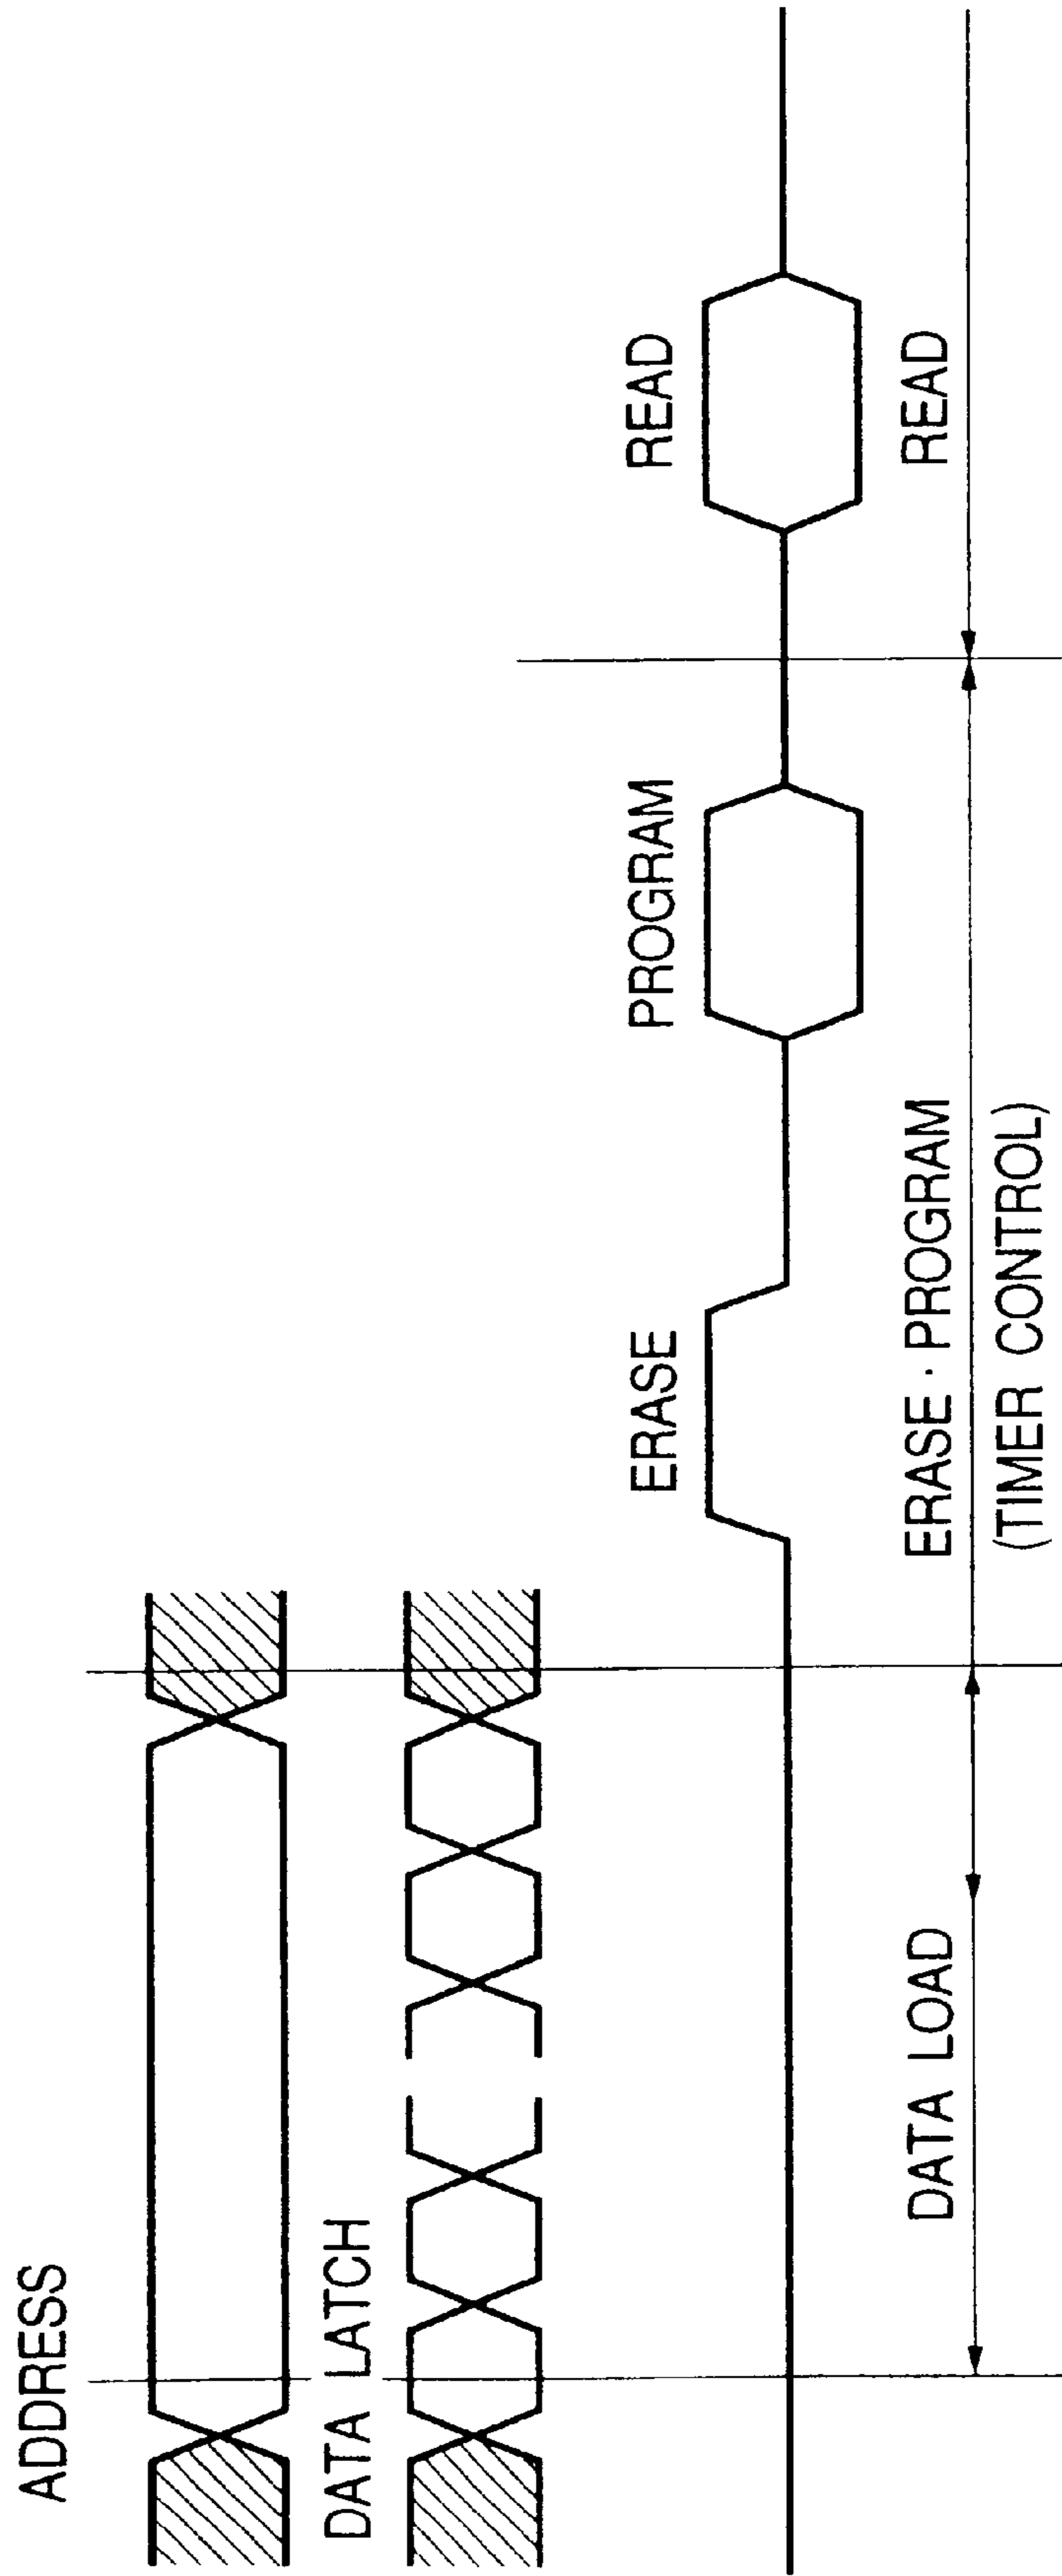 ADDRESS
DATA LATCH
ERASE
PROGRAM
READ
DATA LOAD
ERASE · PROGRAM
(TIMER CONTROL)
READ